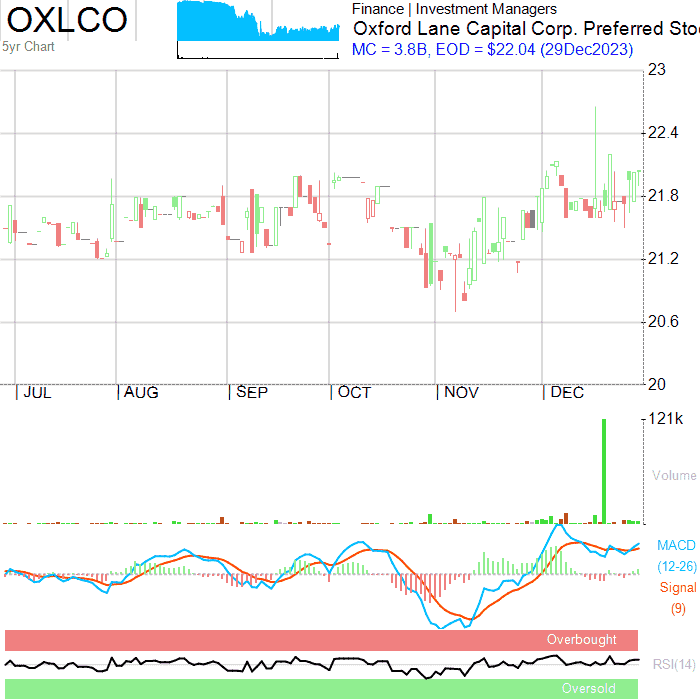 OXLCO
5yr Chart
Finance | Investment Managers
Oxford Lane Capital Corp. Preferred Sto
MC = 3.8B, EOD = $22.04 (29Dec2023)
23
22.4
21.8
21.2
20.6
20
JUL AUG SEP OCT NOV DEC
121k
Volume
MACD
(12-26)
Signal
(9)
Overbought
RSI(14)
Oversold